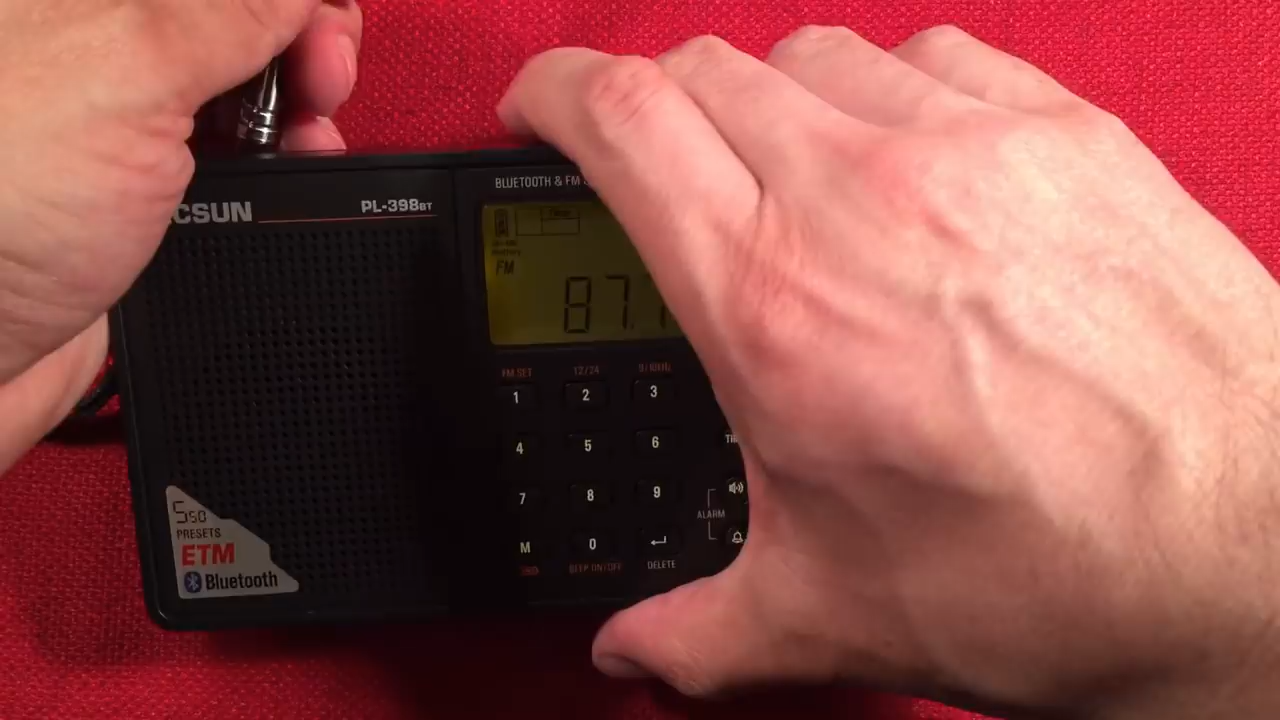 CSUN
PL-398BT
BLUETOOTH & FM
FM
87.
FM SET
12/24
1
2
3
4
5
6
7
8
9
ALARM
M
0
BEEP ON/OFF
DELETE
550
PRESETS
ETM
Bluetooth